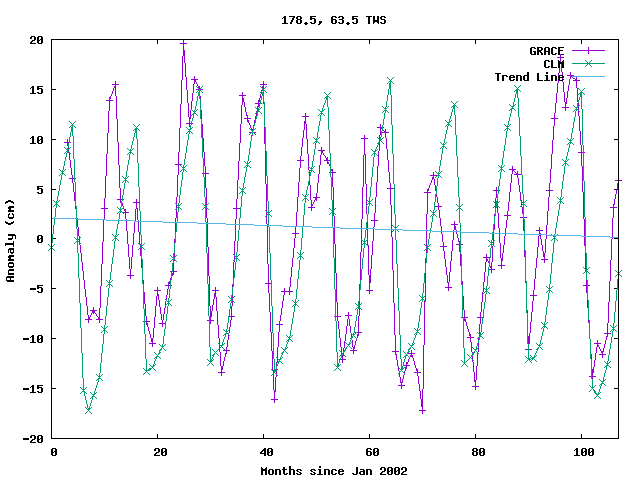 178.5, 63.5 TWS
GRACE
CLM
Trend Line
20
15
10
5
0
-5
-10
-15
-20
Anomaly (cm)
0 20 40 60 80 100
Months since Jan 2002